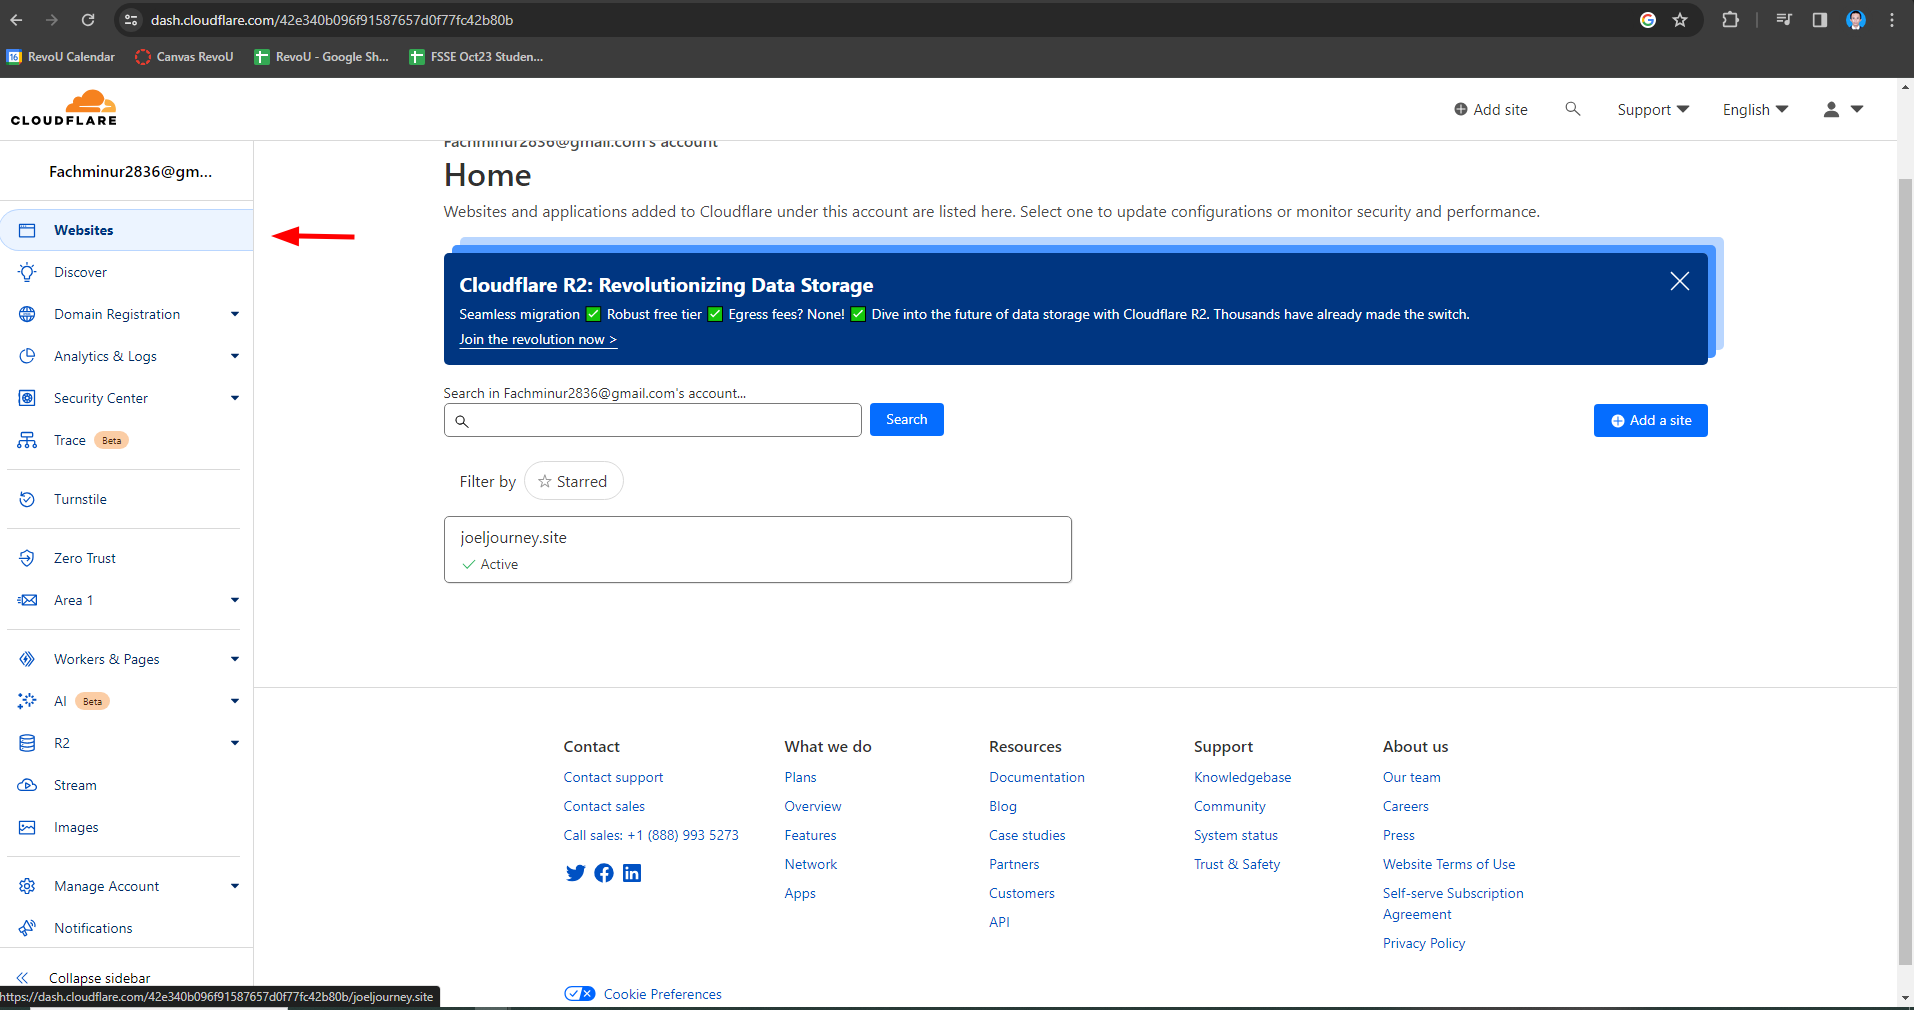 dash.cloudflare.com/42e340b096f91587657d0f77fc42b80b
16 RevoU Calendar Canvas RevoU RevoU - Google Sh... FSSE Oct23 Studen...
CLOUDFLARE
Add site Support English
Fachminur2836@gm...
Websites
Discover
Domain Registration
Analytics & Logs
Security Center
Trace Beta
Turnstile
Zero Trust
Area 1
Workers & Pages
AI Beta
R2
Stream
Images
Manage Account
Notifications
Collapse sidebar
Fachminur2836@gmail.com's account
Home
Websites and applications added to Cloudflare under this account are listed here. Select one to update configurations or monitor security and performance.
Cloudflare R2: Revolutionizing Data Storage
Seamless migration ✅ Robust free tier ✅ Egress fees? None! ✅ Dive into the future of data storage with Cloudflare R2. Thousands have already made the switch.
Join the revolution now >
Search in Fachminur2836@gmail.com's account...
Search
Add a site
Filter by Starred
joeljourney.site
Active
Contact
Contact support
Contact sales
Call sales: +1 (888) 993 5273
What we do
Plans
Overview
Features
Network
Apps
Resources
Documentation
Blog
Case studies
Partners
Customers
API
Support
Knowledgebase
Community
System status
Trust & Safety
About us
Our team
Careers
Press
Website Terms of Use
Self-serve Subscription
Agreement
Privacy Policy
Cookie Preferences
https://dash.cloudflare.com/42e340b096f91587657d0f77fc42b80b/joeljourney.site